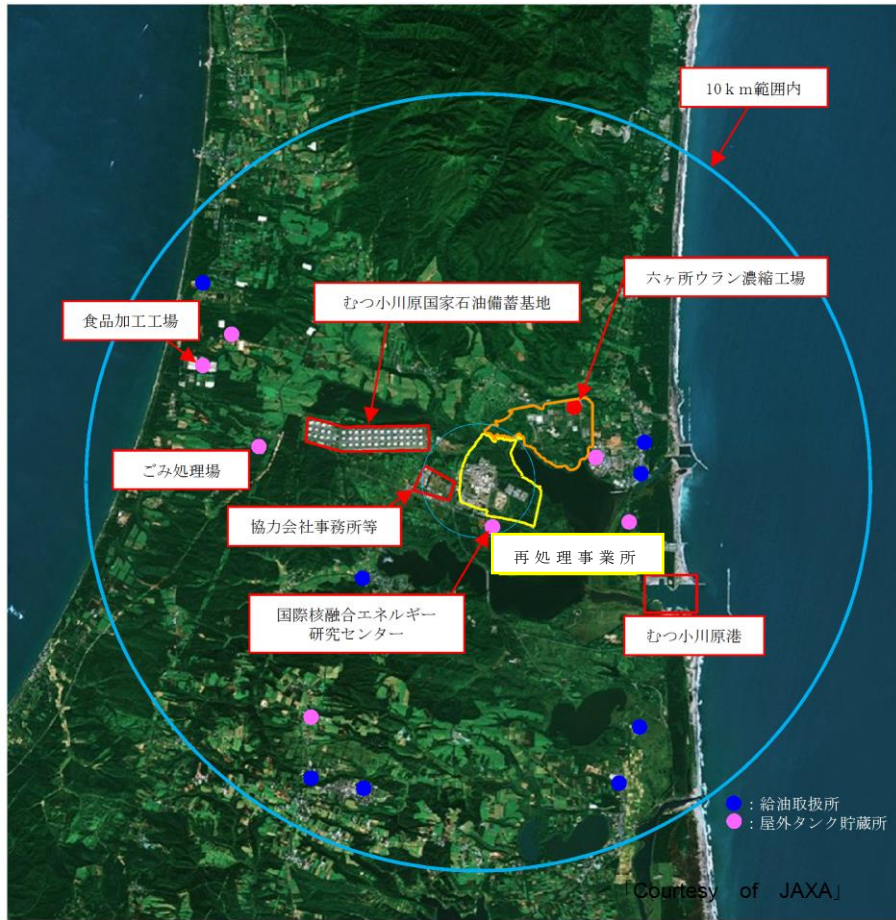 10ｋｍ範囲内
六ヶ所ウラン濃縮工場
むつ小川原国家石油備蓄基地
食品加工工場
ごみ処理場
協力会社事務所等
再処理事業所
国際核融合エネルギー
研究センター
むつ小川原港
：給油取扱所
：屋外タンク貯蔵所
「Courtesy of JAXA」